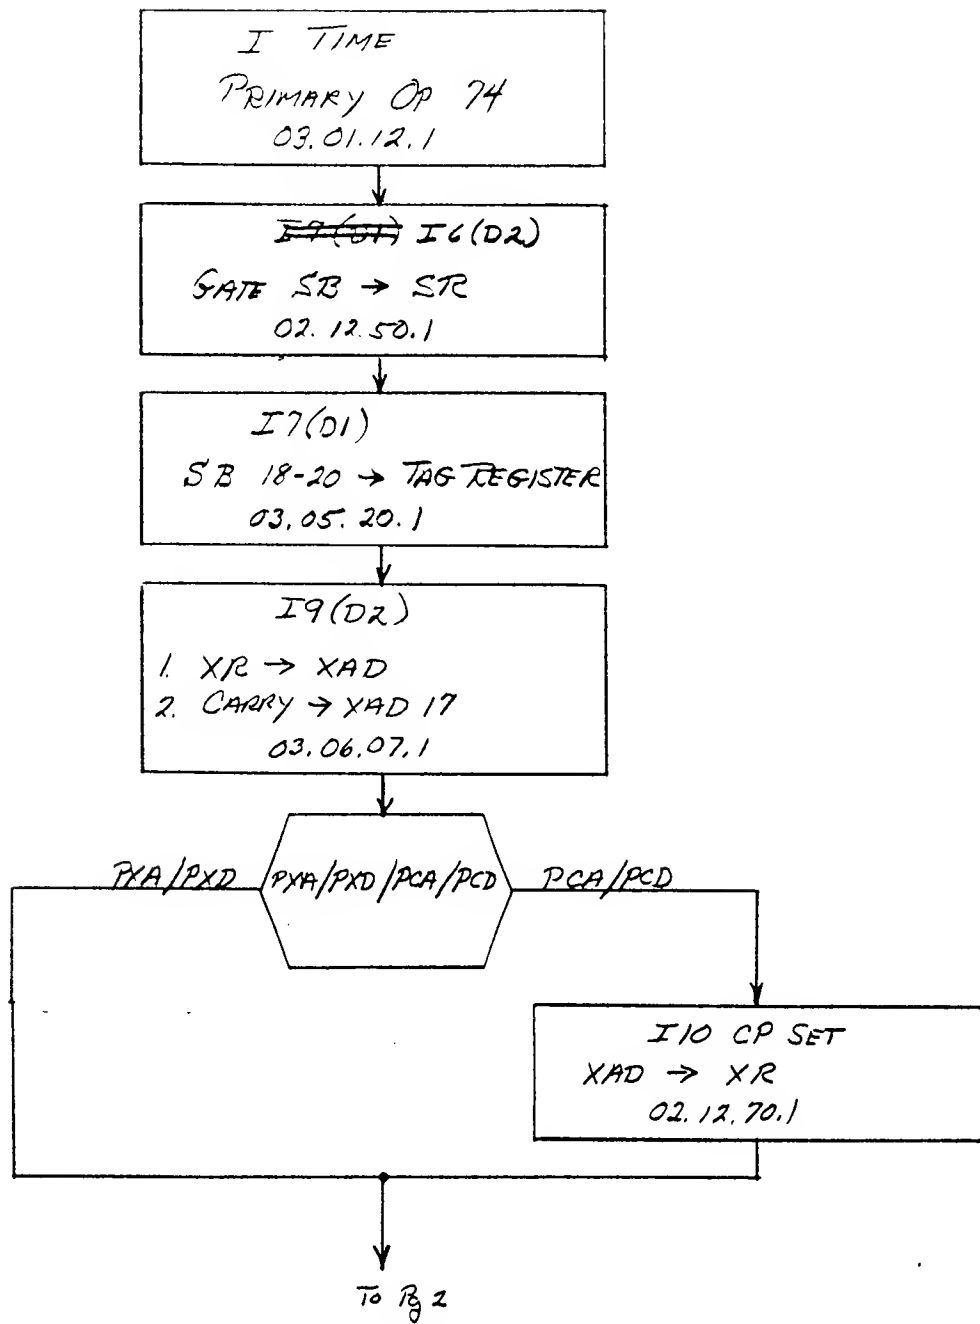 I TIME
PRIMARY OP 74
03.01.12.1
I6(D2)
GATE SB → SR
02.12.50.1
I7(D1)
SB 18-20 → TAG REGISTER
03.05.20.1
I9(D2)
1. XR → XAD
2. CARRY → XAD 17
03.06.07.1
PXA/PXD
PXA/PXD/PCA/PCD
PCA/PCD
I10 CP SET
XAD → XR
02.12.70.1
To Pg 2